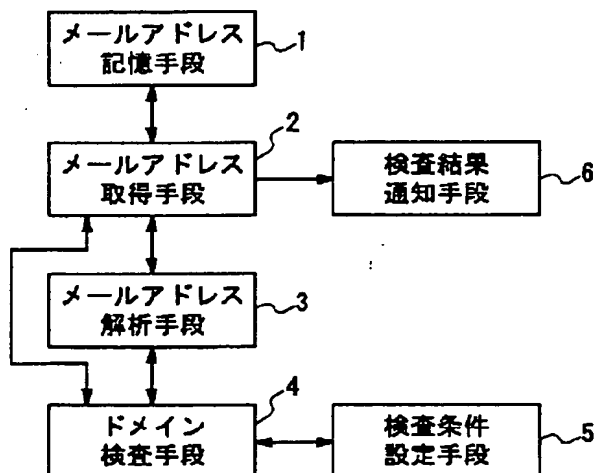 メールアドレス
記憶手段
1
メールアドレス
取得手段
2
検査結果
通知手段
6
メールアドレス
解析手段
3
ドメイン
検査手段
4
検査条件
設定手段
5